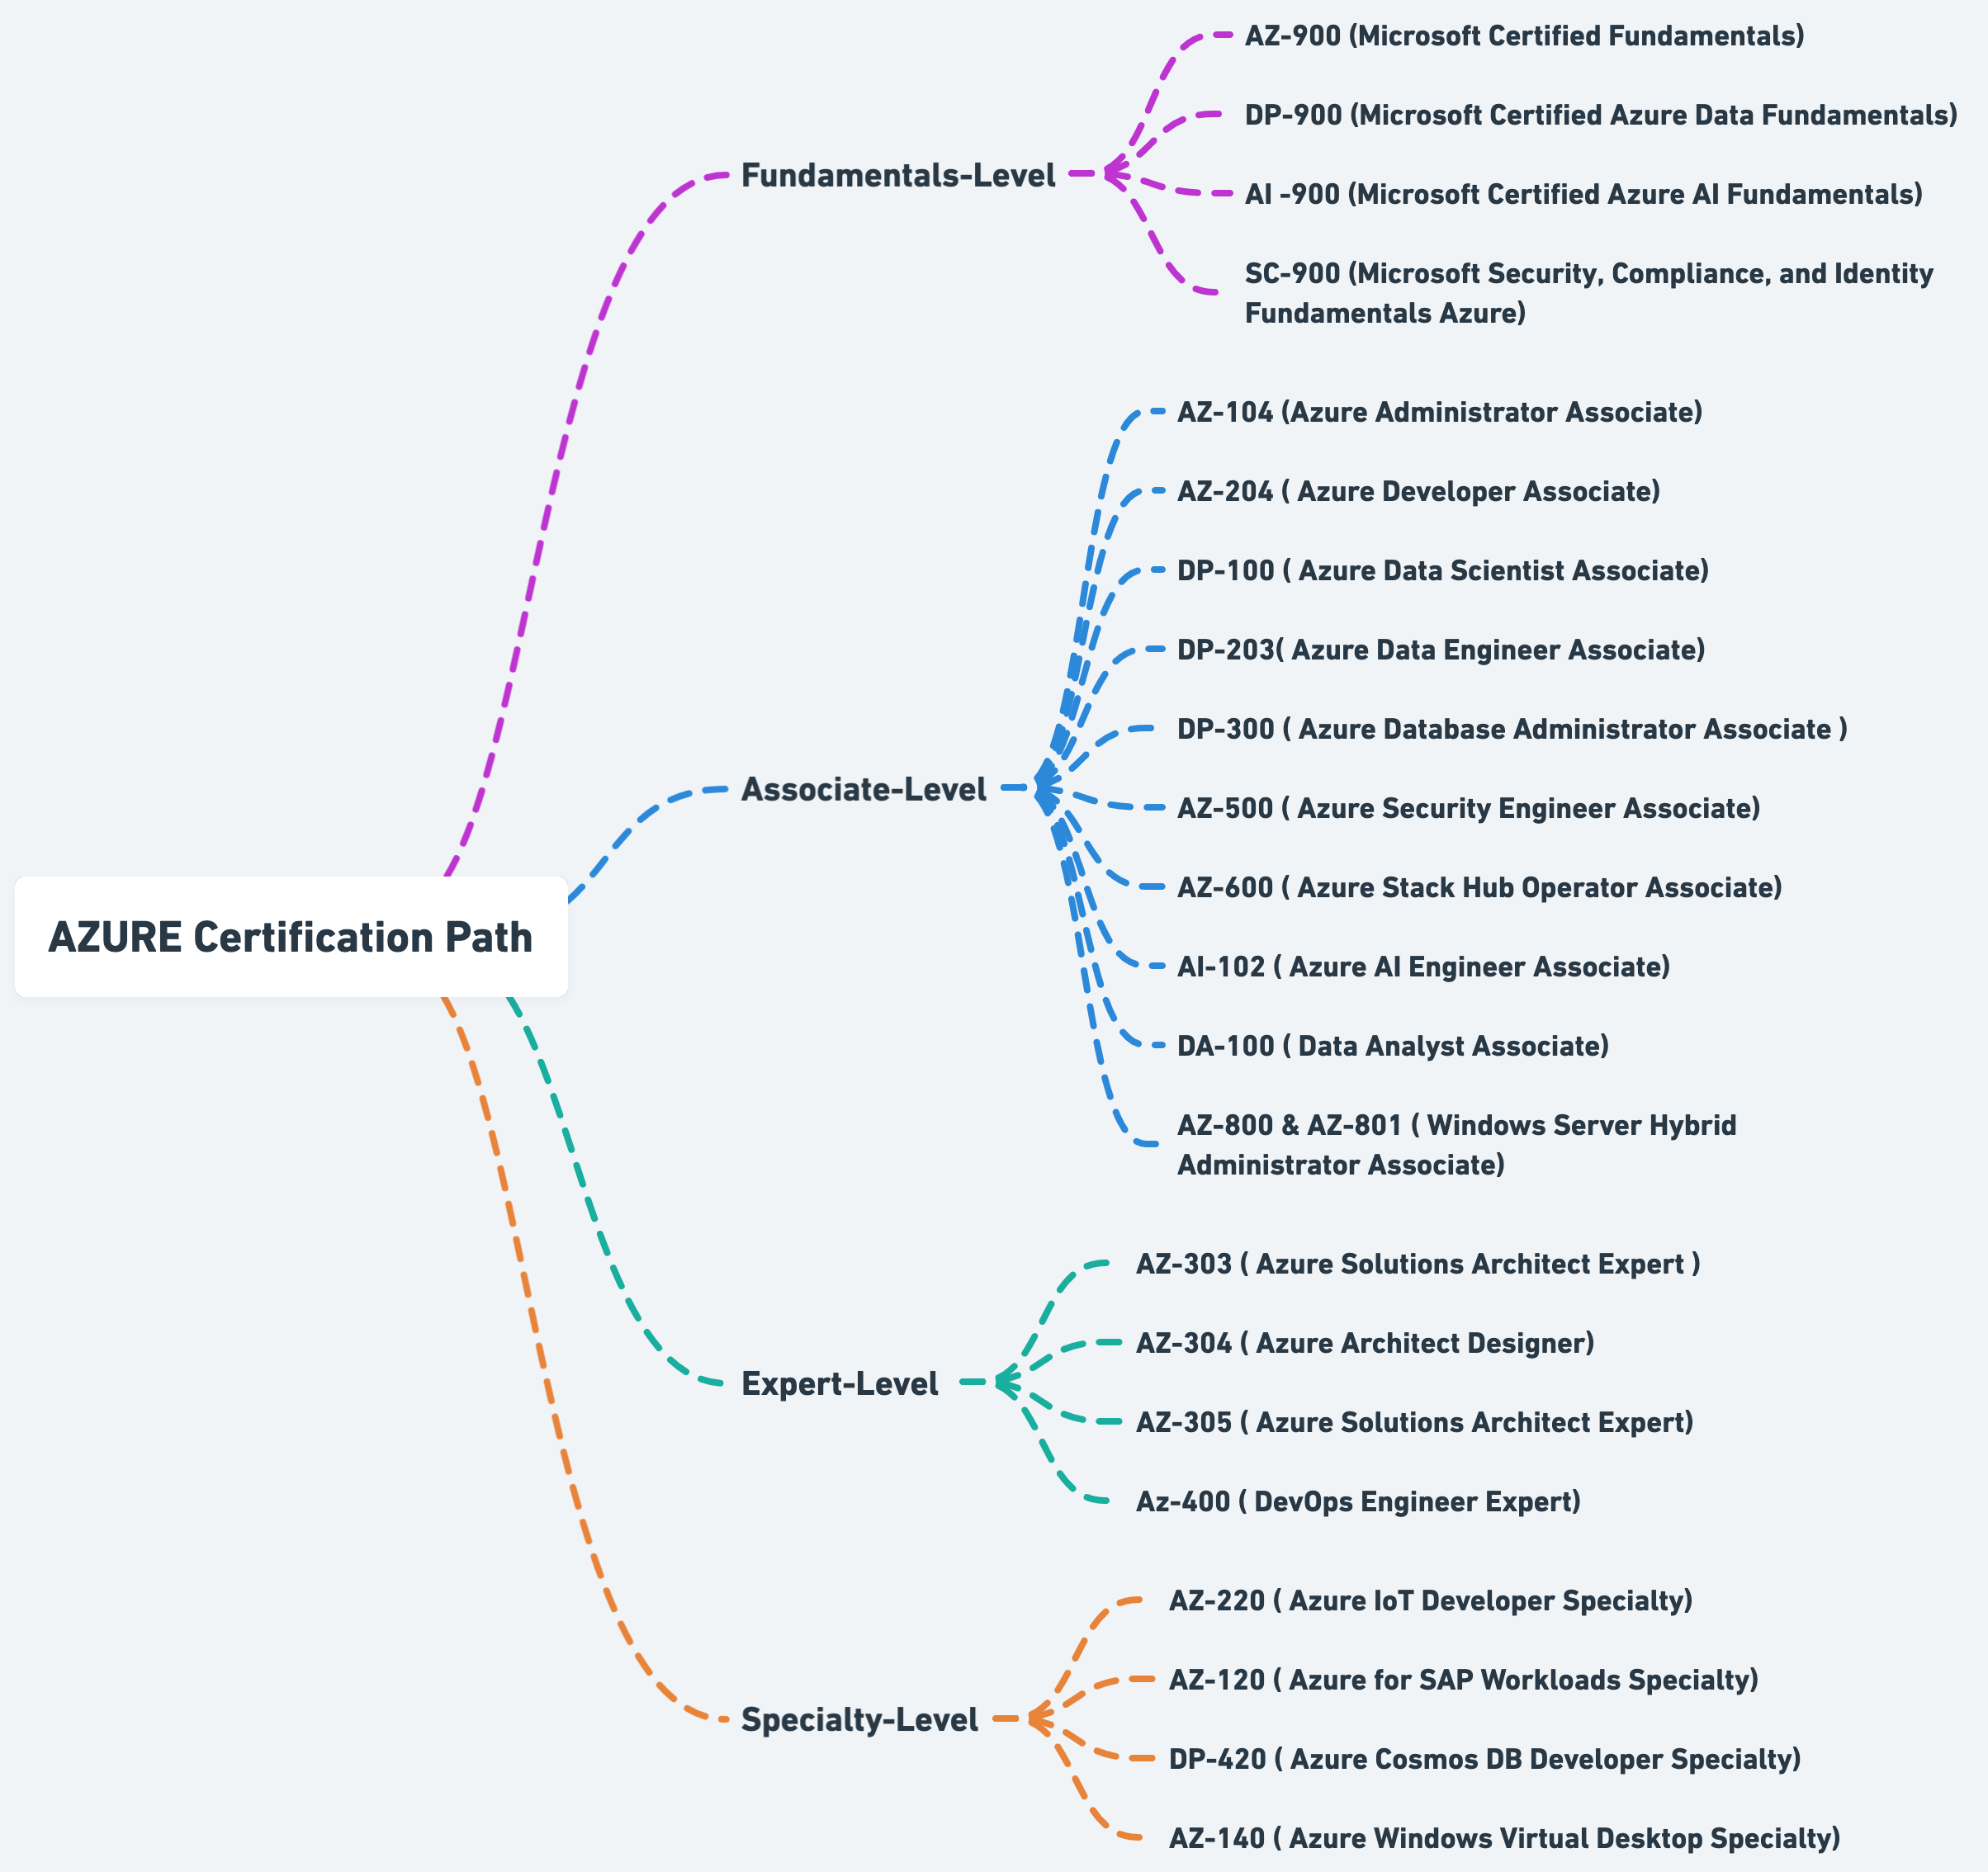 AZURE Certification Path
Fundamentals-Level
AZ-900 (Microsoft Certified Fundamentals)
DP-900 (Microsoft Certified Azure Data Fundamentals)
AI -900 (Microsoft Certified Azure AI Fundamentals)
SC-900 (Microsoft Security, Compliance, and Identity
Fundamentals Azure)
Associate-Level
AZ-104 (Azure Administrator Associate)
AZ-204 ( Azure Developer Associate)
DP-100 ( Azure Data Scientist Associate)
DP-203( Azure Data Engineer Associate)
DP-300 ( Azure Database Administrator Associate )
AZ-500 ( Azure Security Engineer Associate)
AZ-600 ( Azure Stack Hub Operator Associate)
AI-102 ( Azure AI Engineer Associate)
DA-100 ( Data Analyst Associate)
AZ-800 & AZ-801 ( Windows Server Hybrid
Administrator Associate)
Expert-Level
AZ-303 ( Azure Solutions Architect Expert )
AZ-304 ( Azure Architect Designer)
AZ-305 ( Azure Solutions Architect Expert)
Az-400 ( DevOps Engineer Expert)
Specialty-Level
AZ-220 ( Azure IoT Developer Specialty)
AZ-120 ( Azure for SAP Workloads Specialty)
DP-420 ( Azure Cosmos DB Developer Specialty)
AZ-140 ( Azure Windows Virtual Desktop Specialty)